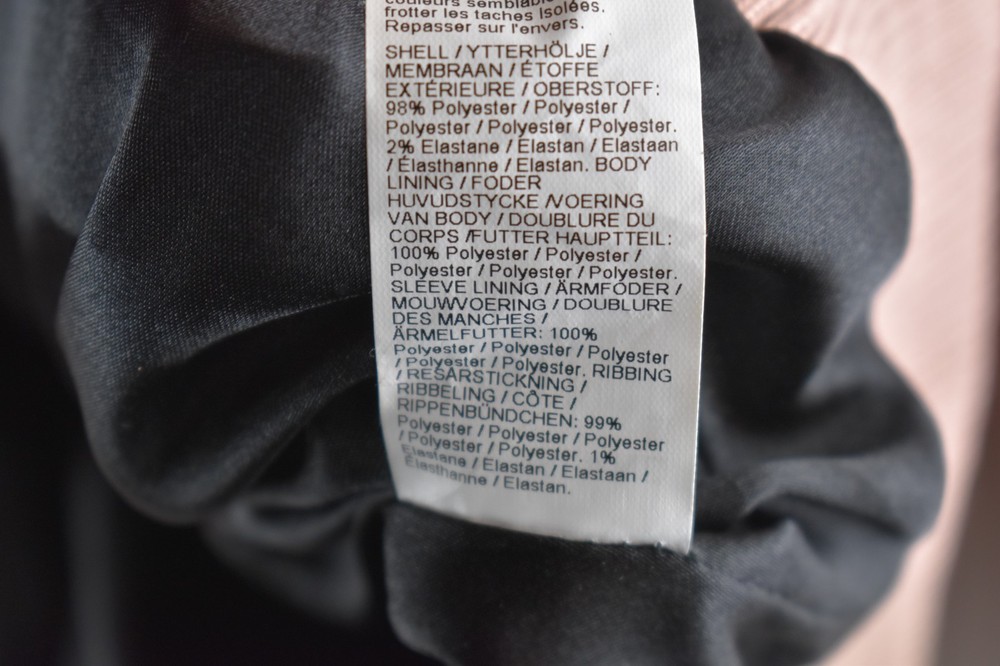 couleurs semblables
frotter les taches isolées.
Repasser sur l'envers.
SHELL / YTTERHÖLJE /
MEMBRAAN / ÉTOFFE
EXTÉRIEURE / OBERSTOFF:
98% Polyester / Polyester /
Polyester / Polyester / Polyester.
2% Elastane / Elastan / Elastaan
/ Élasthanne / Elastan. BODY
LINING / FODER
HUVUDSTYCKE /VOERING
VAN BODY / DOUBLURE DU
CORPS /FUTTER HAUPTTEIL:
100% Polyester / Polyester /
Polyester / Polyester / Polyester.
SLEEVE LINING / ÄRMFODER /
MOUWVOERING / DOUBLURE
DES MANCHES /
ÄRMELFUTTER: 100%
Polyester / Polyester / Polyester
/ Polyester / Polyester. RIBBING
/ RESÅRSTICKNING /
RIBBELING / CÔTE /
RIPPENBÜNDCHEN: 99%
Polyester / Polyester / Polyester
/ Polyester / Polyester. 1%
Elastane / Elastan / Elastaan /
Élasthanne / Elastan.